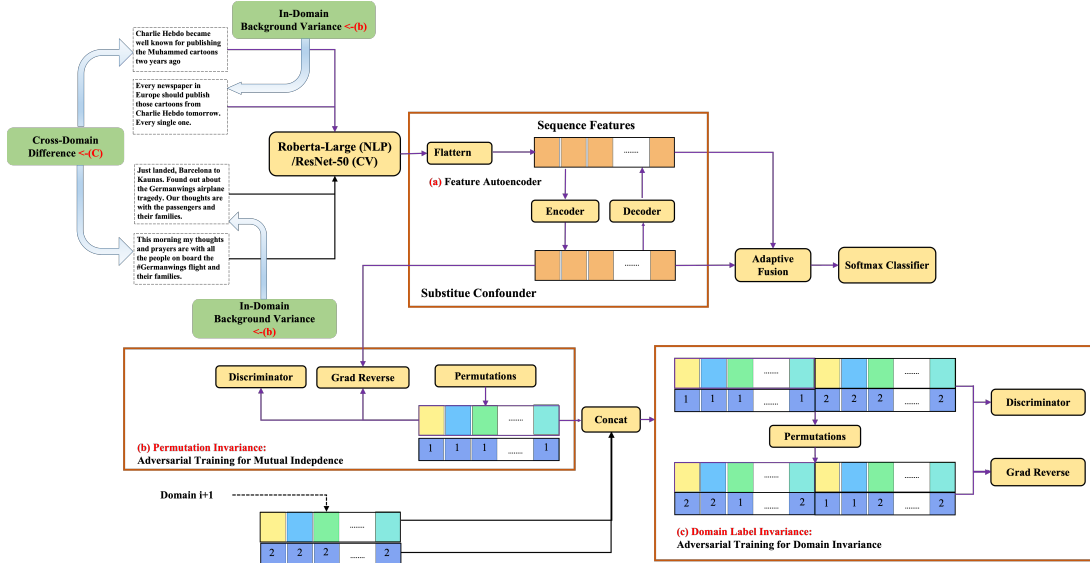 In-Domain
Background Variance <-(b)
Charlie Hebdo became
well known for publishing
the Muhammed cartoons
two years ago
Every newspaper in
Europe should publish
those cartoons from
Charlie Hebdo tomorrow.
Every single one.
Cross-Domain
Difference <-(C)
Just landed, Barcelona to
Kaunas. Found out about
the Germanwings airplane
tragedy. Our thoughts are
with the passengers and
their families.
This morning my thoughts
and prayers are with all
the people on board the
#Germanwings flight and
their families.
In-Domain
Background Variance
<-(b)
Roberta-Large (NLP)
/ResNet-50 (CV)
Flattern
Sequence Features
........
(a) Feature Autoencoder
Encoder
Decoder
........
Substitue Confounder
Adaptive
Fusion
Softmax Classifier
Discriminator
Grad Reverse
Permutations
........
1 1 1 ........ 1
(b) Permutation Invariance:
Adversarial Training for Mutual Indepdence
Concat
Domain i+1
........
2 2 2 ........ 2
........ ........
1 1 1 ........ 1 2 2 2 ........ 2
Permutations
........ ........
2 2 1 ........ 2 1 1 2 ........ 2
Discriminator
Grad Reverse
(c) Domain Label Invariance:
Adversarial Training for Domain Invariance